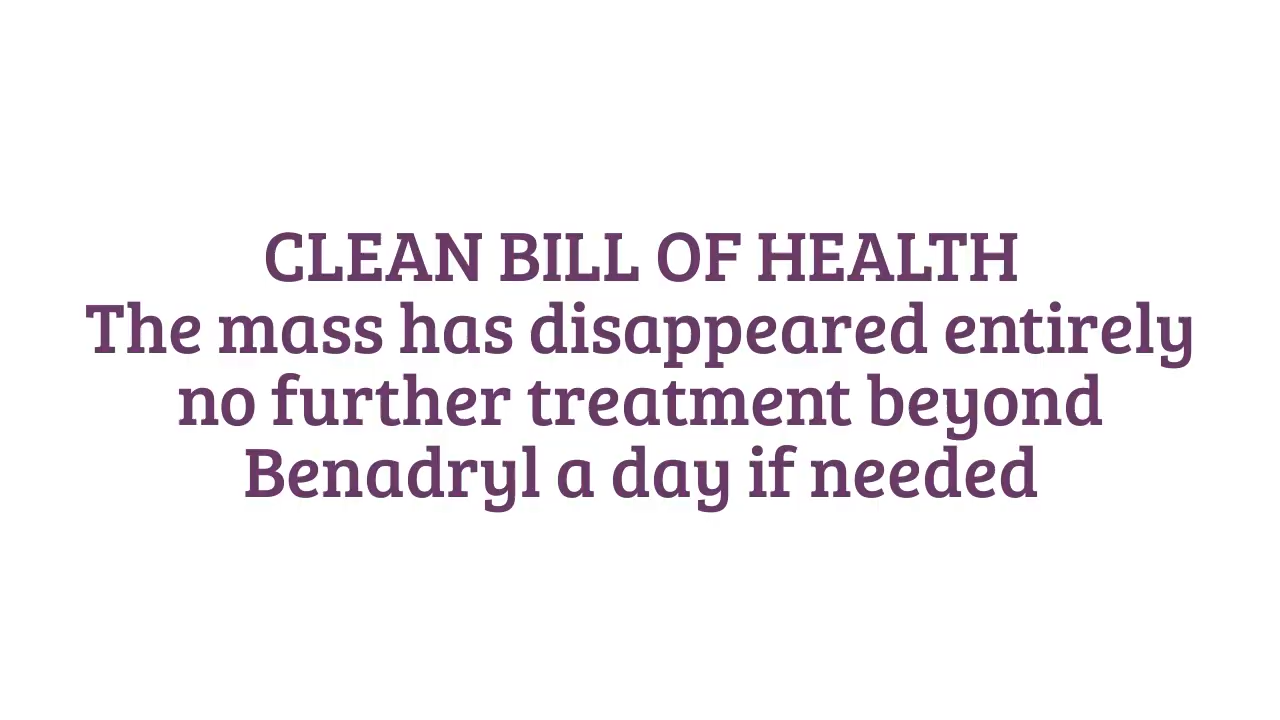 CLEAN BILL OF HEALTH
The mass has disappeared entirely
no further treatment beyond
Benadryl a day if needed